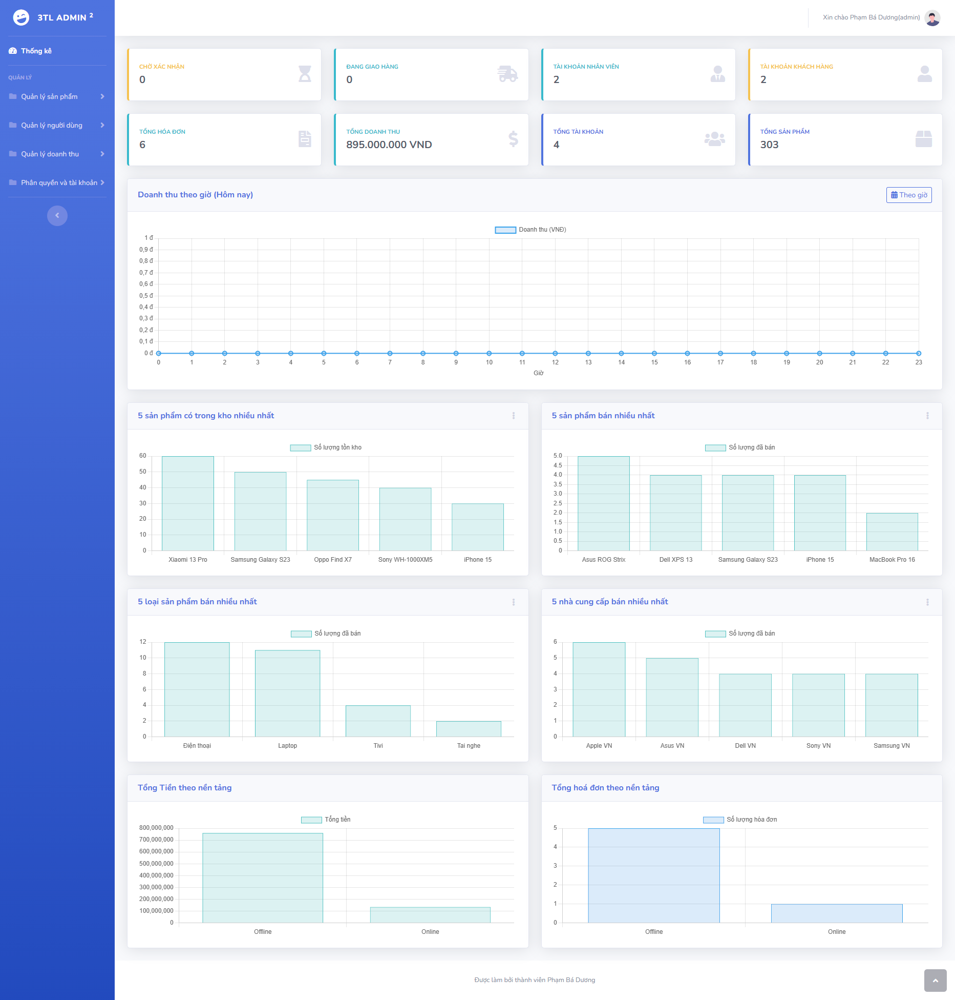 3TL ADMIN 2
Xin chào Phạm Bá Dương(admin)
Thống kê
QUẢN LÝ
Quản lý sản phẩm
Quản lý người dùng
Quản lý doanh thu
Phân quyền và tài khoản
CHỜ XÁC NHẬN
0
ĐANG GIAO HÀNG
0
TÀI KHOẢN NHÂN VIÊN
2
TÀI KHOẢN KHÁCH HÀNG
2
TỔNG HÓA ĐƠN
6
TỔNG DOANH THU
895.000.000 VND
TỔNG TÀI KHOẢN
4
TỔNG SẢN PHẨM
303
Doanh thu theo giờ (Hôm nay)
Theo giờ
Doanh thu (VNĐ)
1 đ
0,9 đ
0,8 đ
0,7 đ
0,6 đ
0,5 đ
0,4 đ
0,3 đ
0,2 đ
0,1 đ
0 đ
0 1 2 3 4 5 6 7 8 9 10 11 12 13 14 15 16 17 18 19 20 21 22 23
Giờ
5 sản phẩm có trong kho nhiều nhất
Số lượng tồn kho
60
50
40
30
20
10
0
Xiaomi 13 Pro Samsung Galaxy S23 Oppo Find X7 Sony WH-1000XM5 iPhone 15
5 sản phẩm bán nhiều nhất
Số lượng đã bán
5.0
4.5
4.0
3.5
3.0
2.5
2.0
1.5
1.0
0.5
0
Asus ROG Strix Dell XPS 13 Samsung Galaxy S23 iPhone 15 MacBook Pro 16
5 loại sản phẩm bán nhiều nhất
Số lượng đã bán
12
10
8
6
4
2
0
Điện thoại Laptop Tivi Tai nghe
5 nhà cung cấp bán nhiều nhất
Số lượng đã bán
6
5
4
3
2
1
0
Apple VN Asus VN Dell VN Sony VN Samsung VN
Tổng Tiền theo nền tảng
Tổng tiền
800,000,000
700,000,000
600,000,000
500,000,000
400,000,000
300,000,000
200,000,000
100,000,000
0
Offline Online
Tổng hoá đơn theo nền tảng
Số lượng hóa đơn
5
4
3
2
1
0
Offline Online
Được làm bởi thành viên Phạm Bá Dương